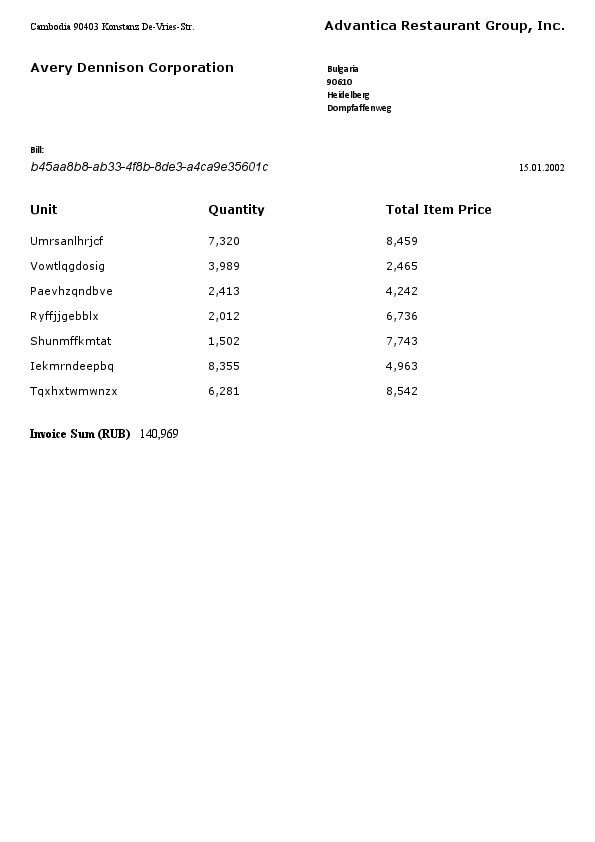 Cambodia 90403 Konstanz De-Vries-Str.
Advantica Restaurant Group, Inc.
Avery Dennison Corporation
Bulgaria
90610
Heidelberg
Dompfaffenweg
Bill:
b45aa8b8-ab33-4f8b-8de3-a4ca9e35601c
15.01.2002
Unit Quantity Total Item Price
Umrsanlhrjcf 7,320 8,459
Vowtlqgdosig 3,989 2,465
Paevhzqndbve 2,413 4,242
Ryffjjgebblx 2,012 6,736
Shunmffkmtat 1,502 7,743
Iekmrndeepbq 8,355 4,963
Tqxhxtwmwnzx 6,281 8,542
Invoice Sum (RUB) 140,969